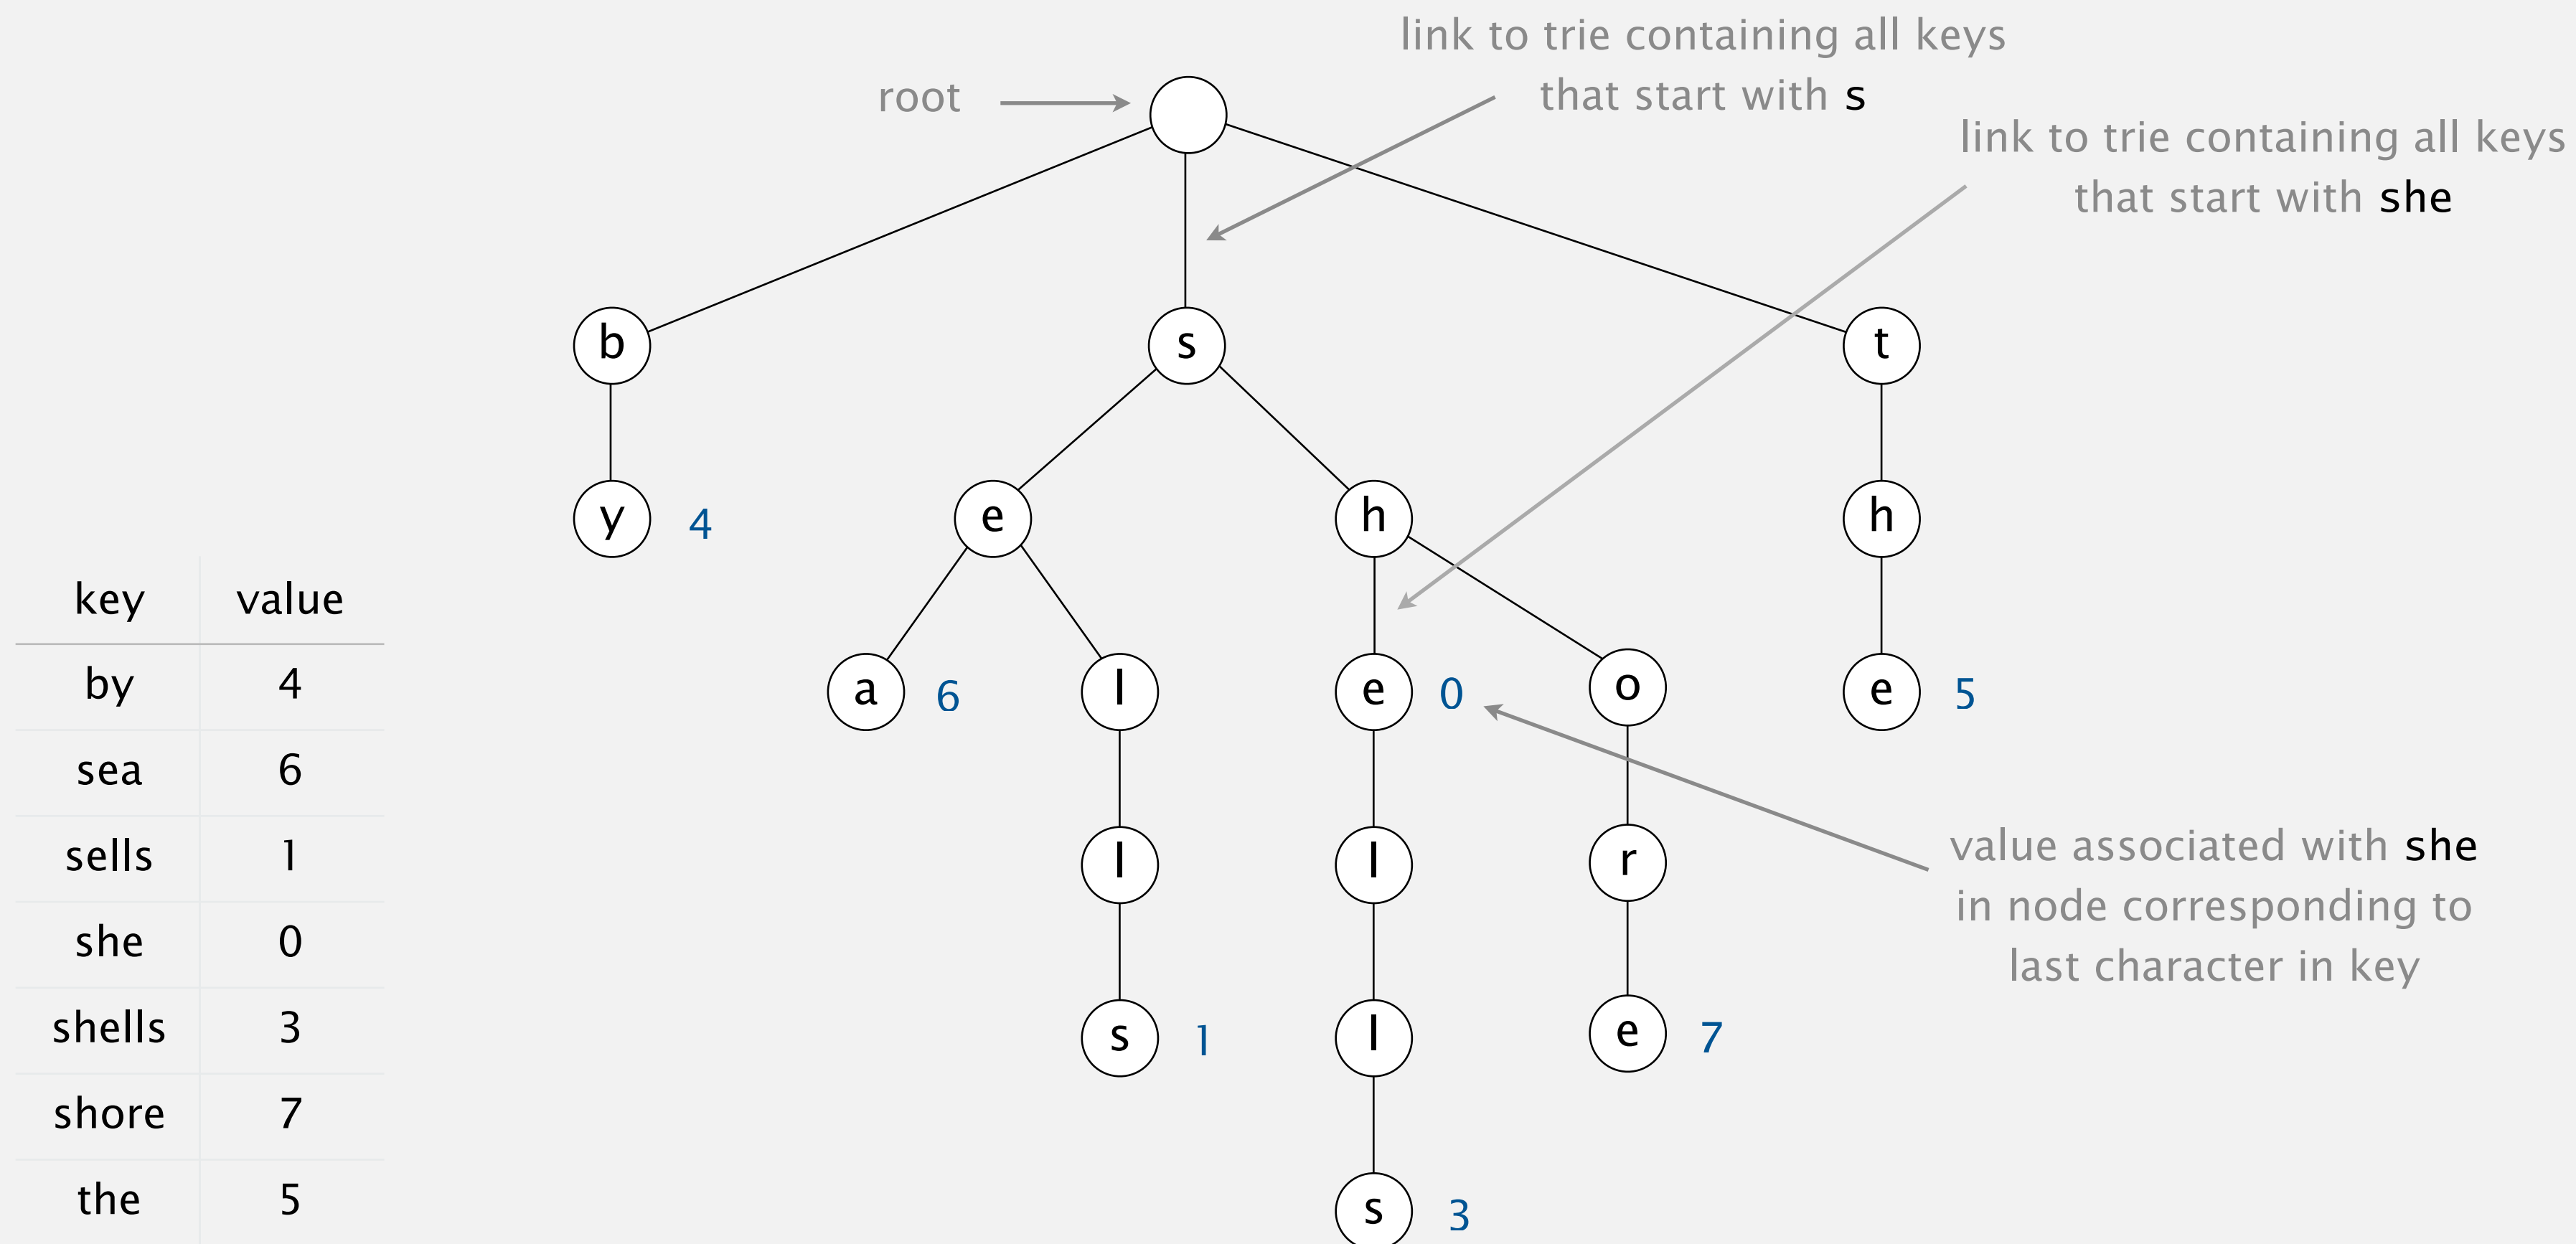 link to trie containing all keys
that start with s
root
link to trie containing all keys
that start with she
b s t
y 4 e h h
a 6 l e 0 o e 5
l l r
s 1 l e 7
s 3
key value
by 4
sea 6
sells 1
she 0
shells 3
shore 7
the 5
value associated with she
in node corresponding to
last character in key